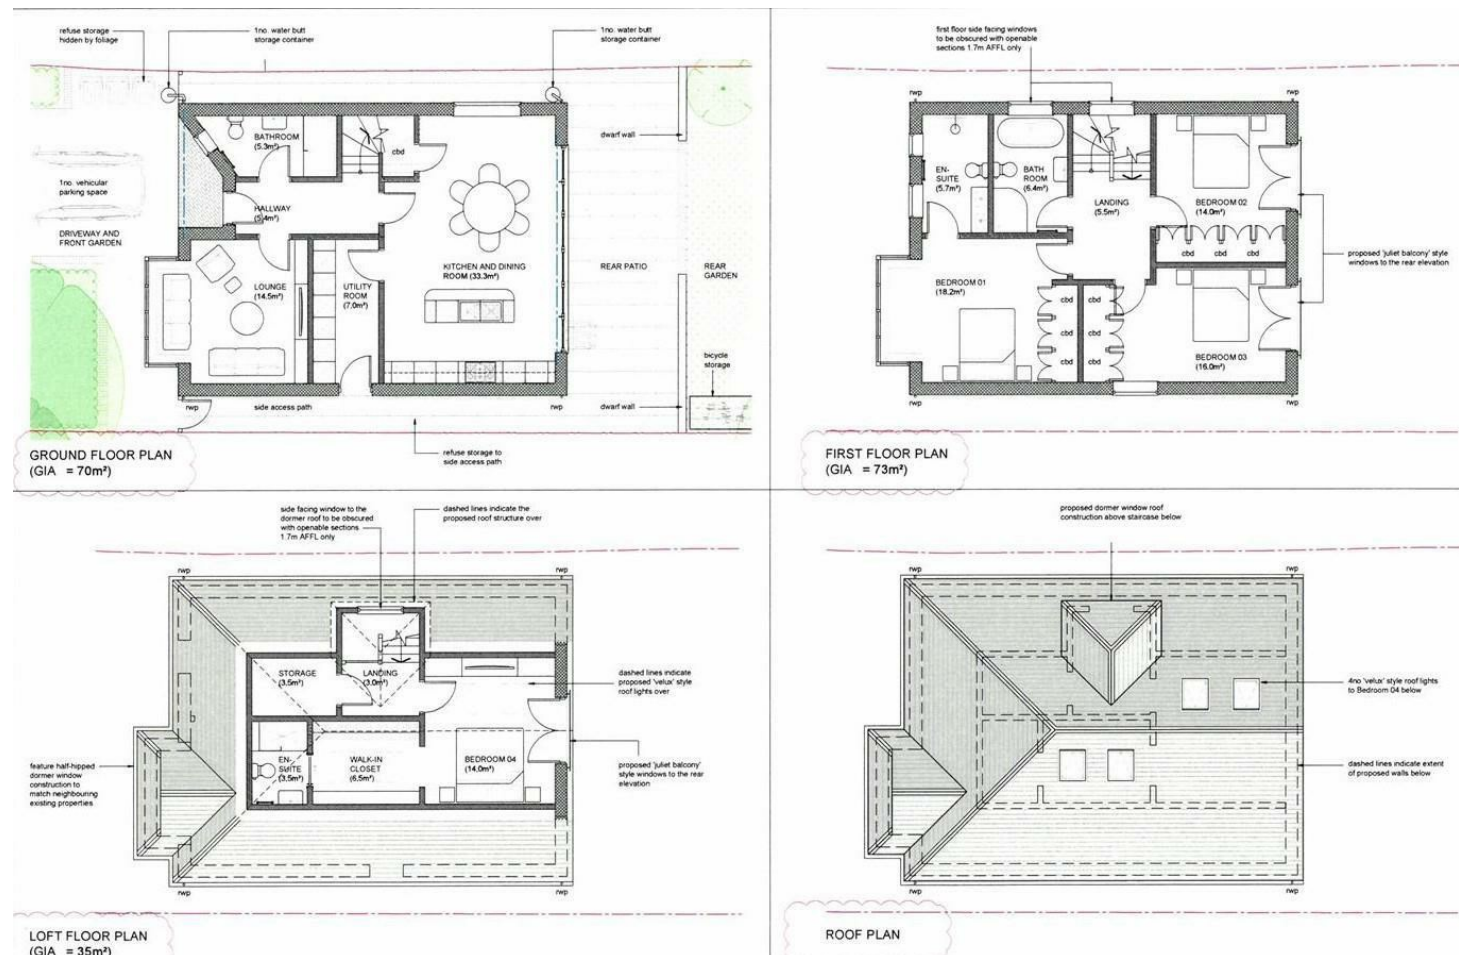 refuse storage
hidden by foliage
1no. water butt
storage container
1no. water butt
storage container
BATHROOM
(5.3m²)
cbd
dwarf wall
1no. vehicular
parking space
HALLWAY
(5.4m²)
DRIVEWAY AND
FRONT GARDEN
LOUNGE
(14.5m²)
UTILITY
ROOM
(7.0m²)
KITCHEN AND DINING
ROOM (33.3m²)
REAR PATIO
REAR
GARDEN
bicycle
storage
rwp
side access path
rwp
dwarf wall
refuse storage to
side access path
GROUND FLOOR PLAN
(GIA = 70m²)
first floor side facing windows
to be obscured with openable
sections 1.7m AFFL only
rwp
rwp
EN-
SUITE
(5.7m²)
BATH
ROOM
(6.4m²)
LANDING
(5.5m²)
BEDROOM 02
(14.0m²)
cbd
cbd
cbd
proposed 'juliet balcony' style
windows to the rear elevation
BEDROOM 01
(18.2m²)
cbd
cbd
cbd
cbd
cbd
cbd
BEDROOM 03
(16.0m²)
rwp
rwp
FIRST FLOOR PLAN
(GIA = 73m²)
side facing window to the
dormer roof to be obscured
with openable sections
1.7m AFFL only
dashed lines indicate the
proposed roof structure over
rwp
rwp
STORAGE
(3.5m²)
LANDING
(3.0m²)
dashed lines indicate
proposed 'velux' style
roof lights over
feature half-hipped
dormer window
construction to
match neighbouring
existing properties
EN-
SUITE
(3.5m²)
WALK-IN
CLOSET
(6.5m²)
BEDROOM 04
(14.0m²)
proposed 'juliet balcony'
style windows to the rear
elevation
rwp
rwp
LOFT FLOOR PLAN
(GIA = 35m²)
proposed dormer window roof
construction above staircase below
rwp
rwp
4no 'velux' style roof lights
to Bedroom 04 below
dashed lines indicate extent
of proposed walls below
rwp
rwp
ROOF PLAN